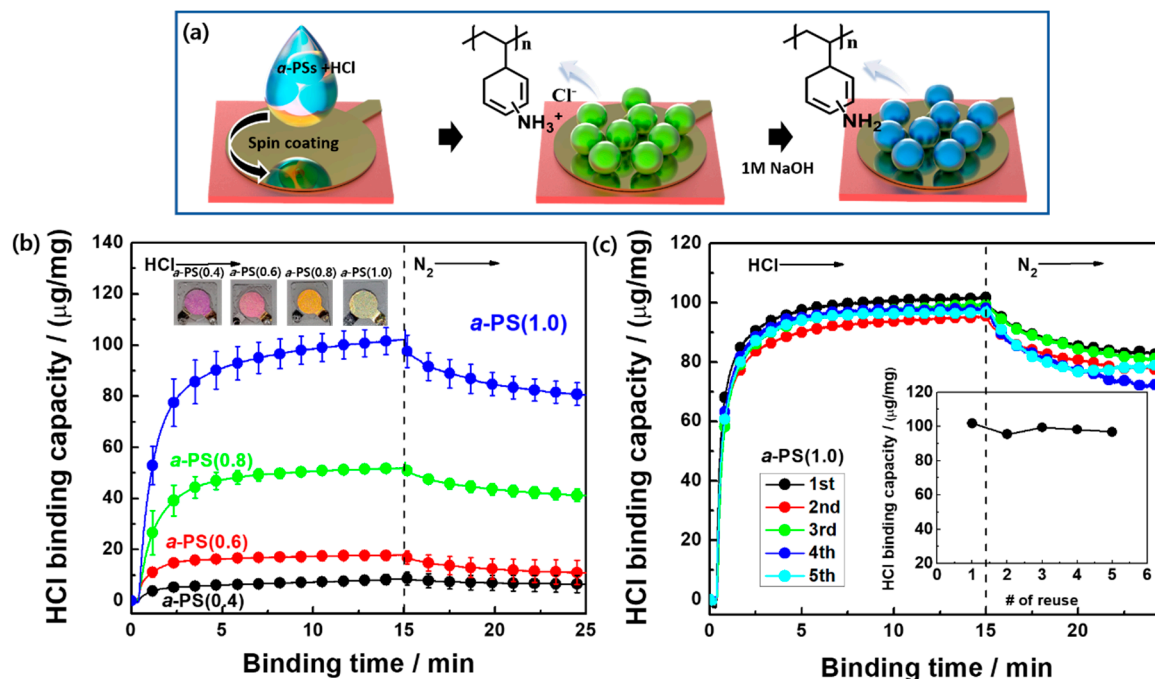 (a)
α-PSs +HCl
Spin coating
n
Cl⁻
NH₃⁺
1M NaOH
n
NH₂
(b)
HCl binding capacity / (μg/mg)
140
120
100
80
60
40
20
0
HCl
N₂
a-PS(0.4) a-PS(0.6) a-PS(0.8) a-PS(1.0)
a-PS(1.0)
a-PS(0.8)
a-PS(0.6)
a-PS(0.4)
0 5 10 15 20 25
Binding time / min
(c)
HCl binding capacity / (μg/mg)
120
100
80
60
40
20
0
HCl
N₂
a-PS(1.0)
1st
2nd
3rd
4th
5th
HCl binding capacity / (μg/mg)
120
100
80
60
40
20
0 1 2 3 4 5 6
# of reuse
0 5 10 15 20
Binding time / min